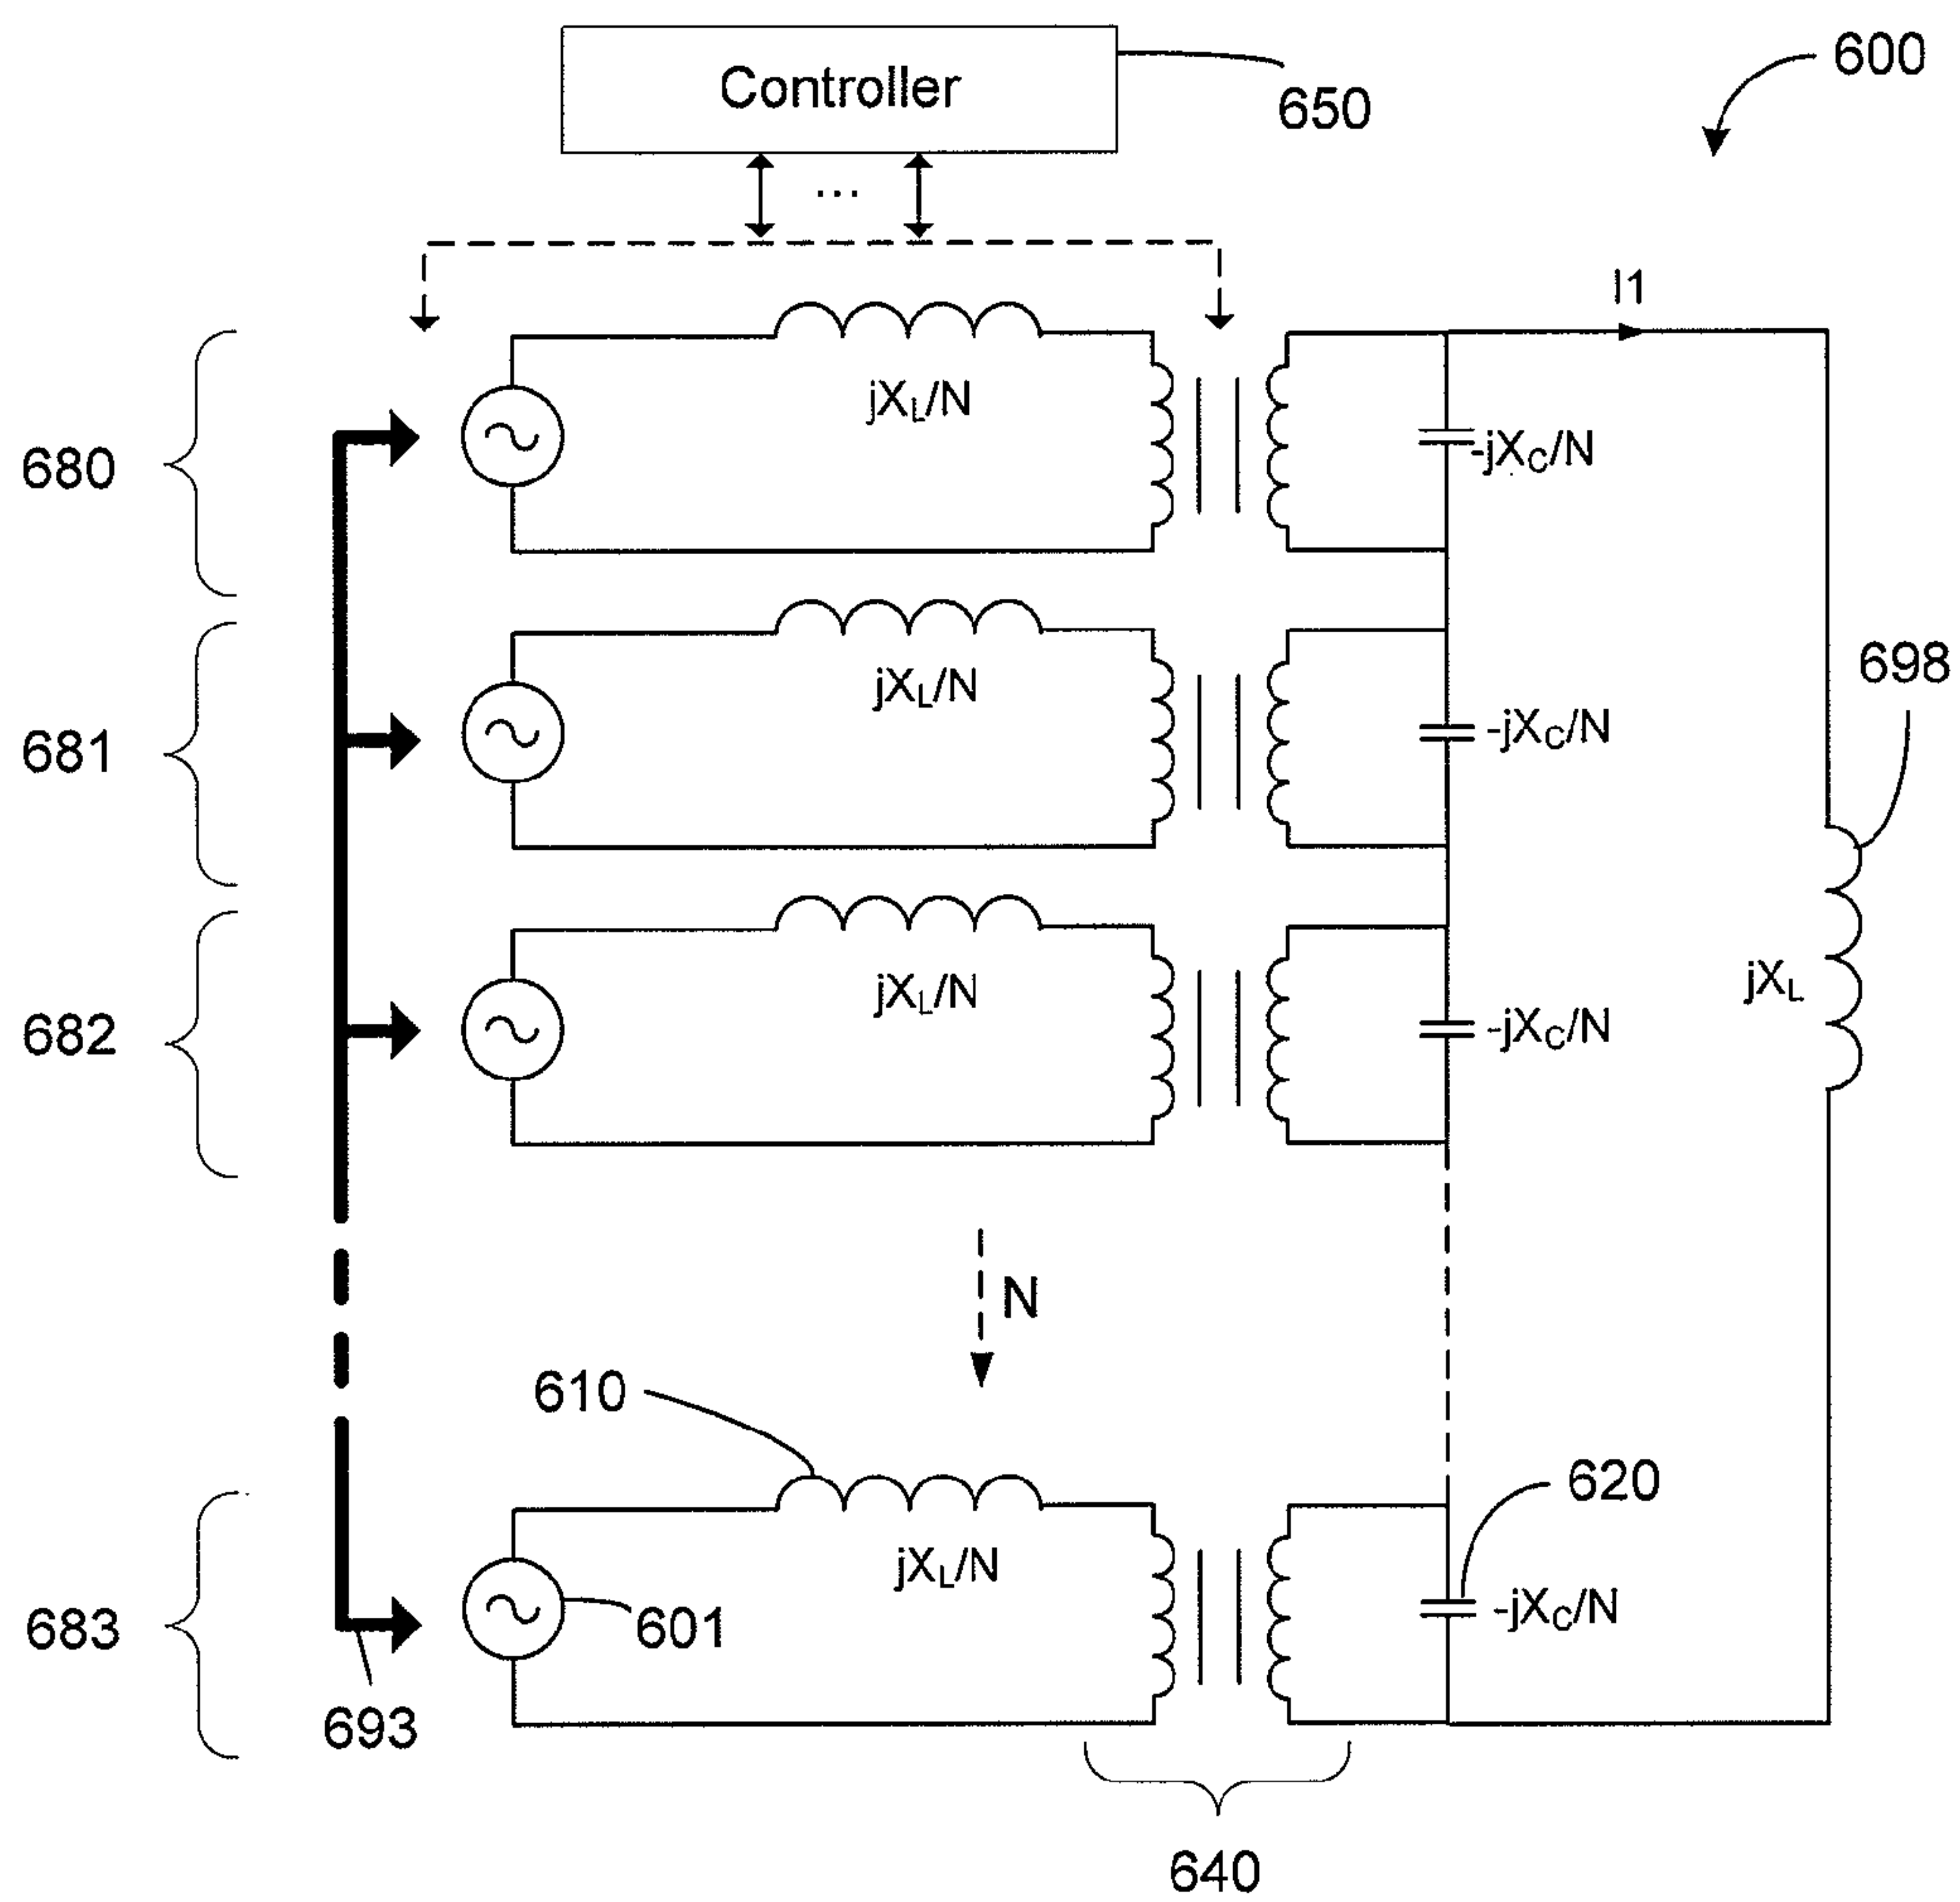 600
Controller
650
...
I1
jXL/N
-jXC/N
680
jXL/N
-jXC/N
681
698
jXL/N
-jXC/N
682
jXL
N
610
620
jXL/N
-jXC/N
601
683
693
640